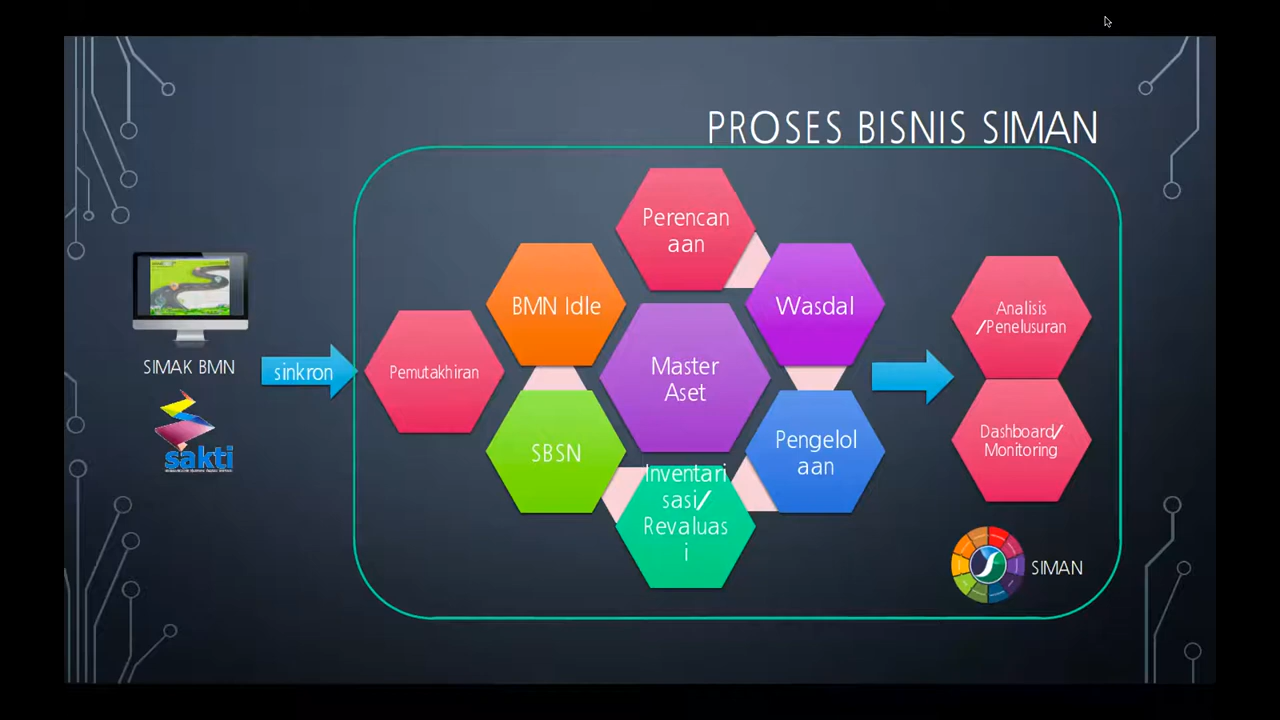 PROSES BISNIS SIMAN
SIMAK BMN
sakti
sinkron
Pemutakhiran
BMN Idle
SBSN
Perencan
aan
Master
Aset
Inventari
sasi/
Revaluas
i
Wasdal
Pengelol
aan
Analisis
/Penelusuran
Dashboard/
Monitoring
SIMAN